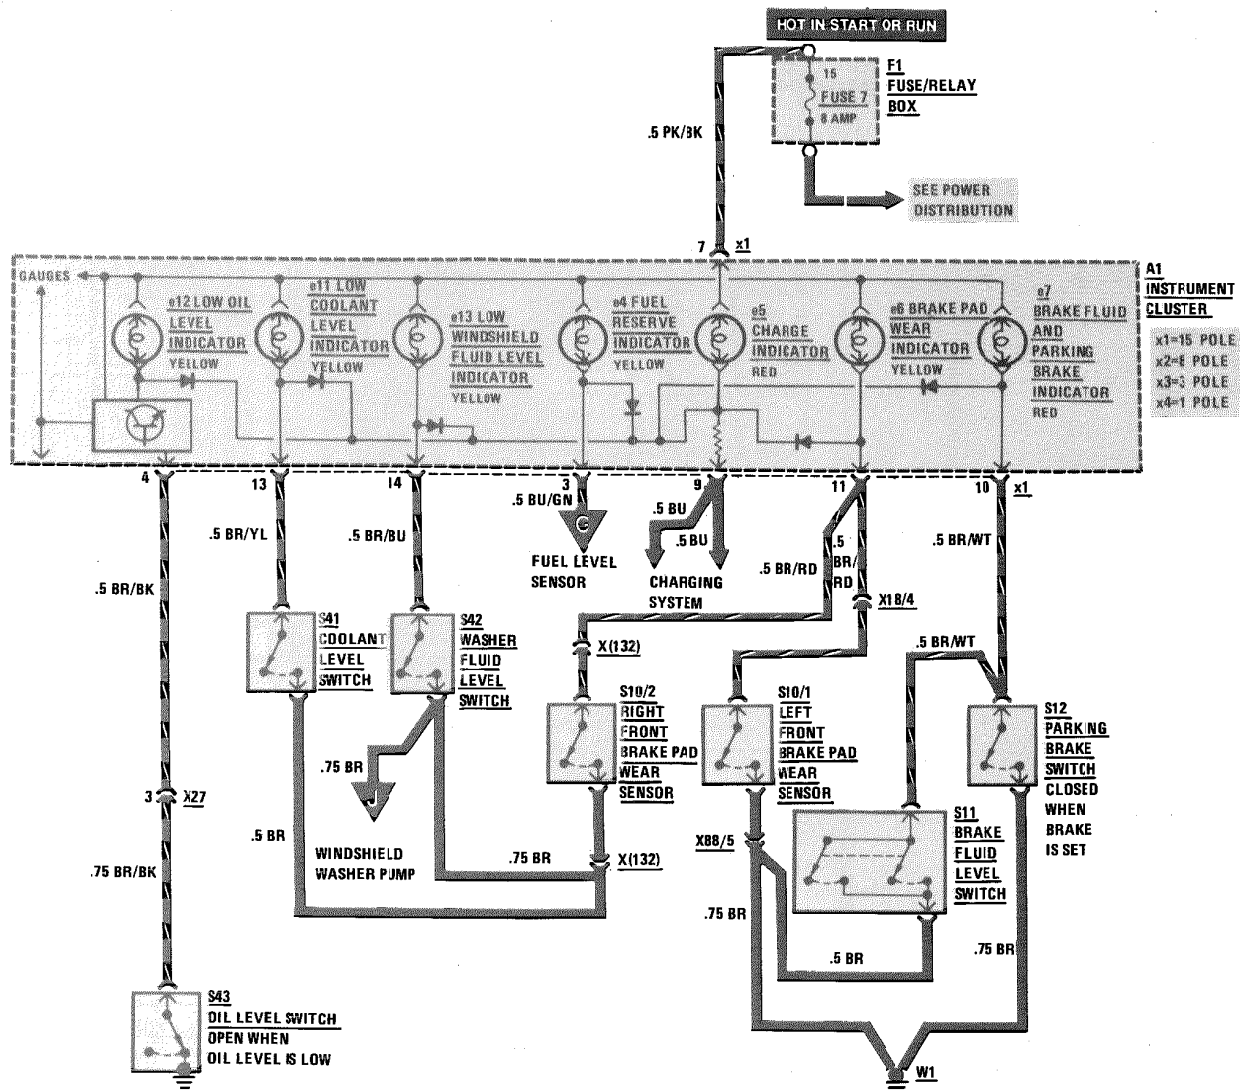 HOT IN START OR RUN
15
FUSE 7
8 AMP
F1
FUSE/RELAY
BOX
.5 PK/BK
SEE POWER
DISTRIBUTION
7
x1
GAUGES
e12 LOW OIL
LEVEL
INDICATOR
YELLOW
e11 LOW
COOLANT
LEVEL
INDICATOR
YELLOW
e13 LOW
WINDSHIELD
FLUID LEVEL
INDICATOR
YELLOW
e4 FUEL
RESERVE
INDICATOR
YELLOW
e5
CHARGE
INDICATOR
RED
e6 BRAKE PAD
WEAR
INDICATOR
YELLOW
e7
BRAKE FLUID
AND
PARKING
BRAKE
INDICATOR
RED
A1
INSTRUMENT
CLUSTER
x1=15 POLE
x2=8 POLE
x3=3 POLE
x4=1 POLE
4
13
14
3
9
11
10
x1
.5 BR/BK
.5 BR/YL
.5 BR/BU
.5 BU/GN
FUEL LEVEL
SENSOR
G
.5 BU
.5 BU
CHARGING
SYSTEM
.5 BR/RD
.5
BR/
RD
X18/4
.5 BR/WT
.5 BR/WT
S41
COOLANT
LEVEL
SWITCH
S42
WASHER
FLUID
LEVEL
SWITCH
X(132)
S10/2
RIGHT
FRONT
BRAKE PAD
WEAR
SENSOR
S10/1
LEFT
FRONT
BRAKE PAD
WEAR
SENSOR
S12
PARKING
BRAKE
SWITCH
CLOSED
WHEN
BRAKE
IS SET
.75 BR
J
WINDSHIELD
WASHER PUMP
3
X27
.5 BR
.75 BR
X(132)
X88/5
S11
BRAKE
FLUID
LEVEL
SWITCH
.75 BR/BK
.75 BR
.5 BR
.75 BR
S43
OIL LEVEL SWITCH
OPEN WHEN
OIL LEVEL IS LOW
W1